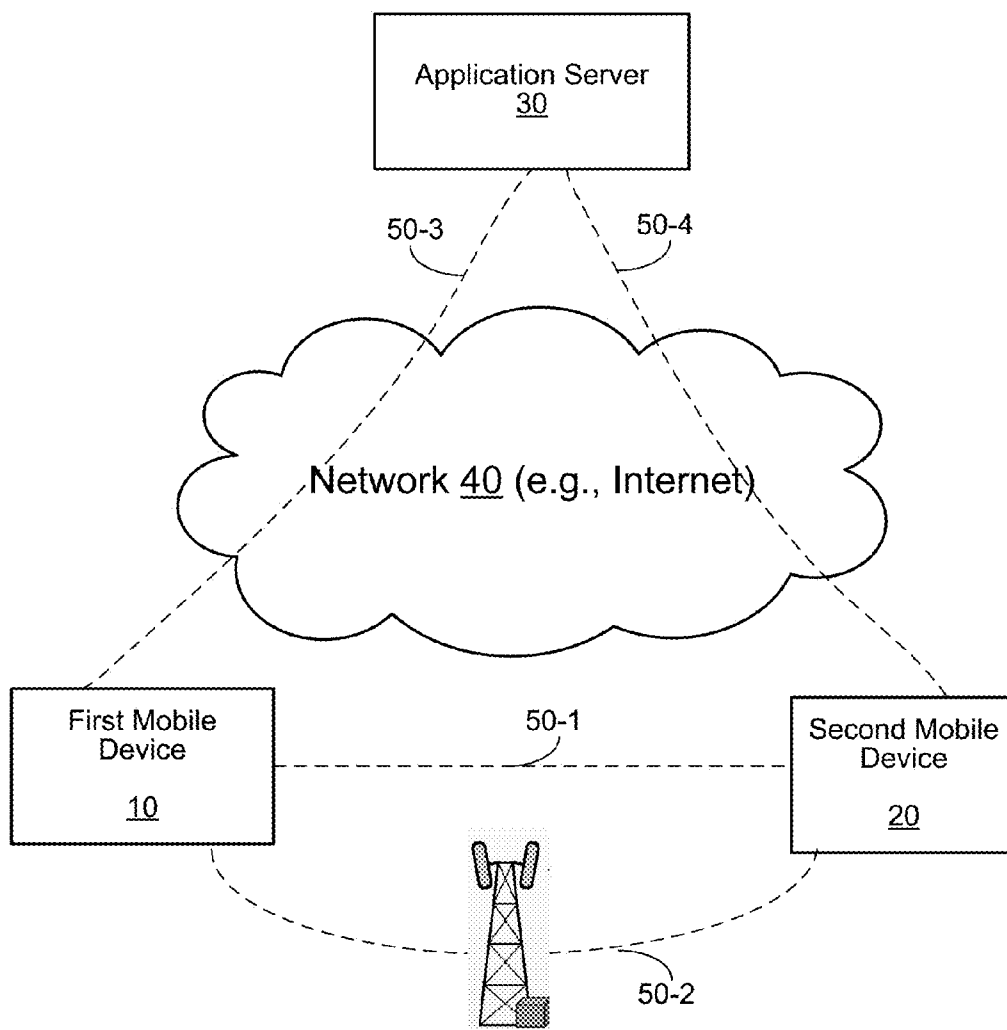 Application Server
30
50-3
50-4
Network 40 (e.g., Internet)
First Mobile
Device
10
50-1
Second Mobile
Device
20
50-2